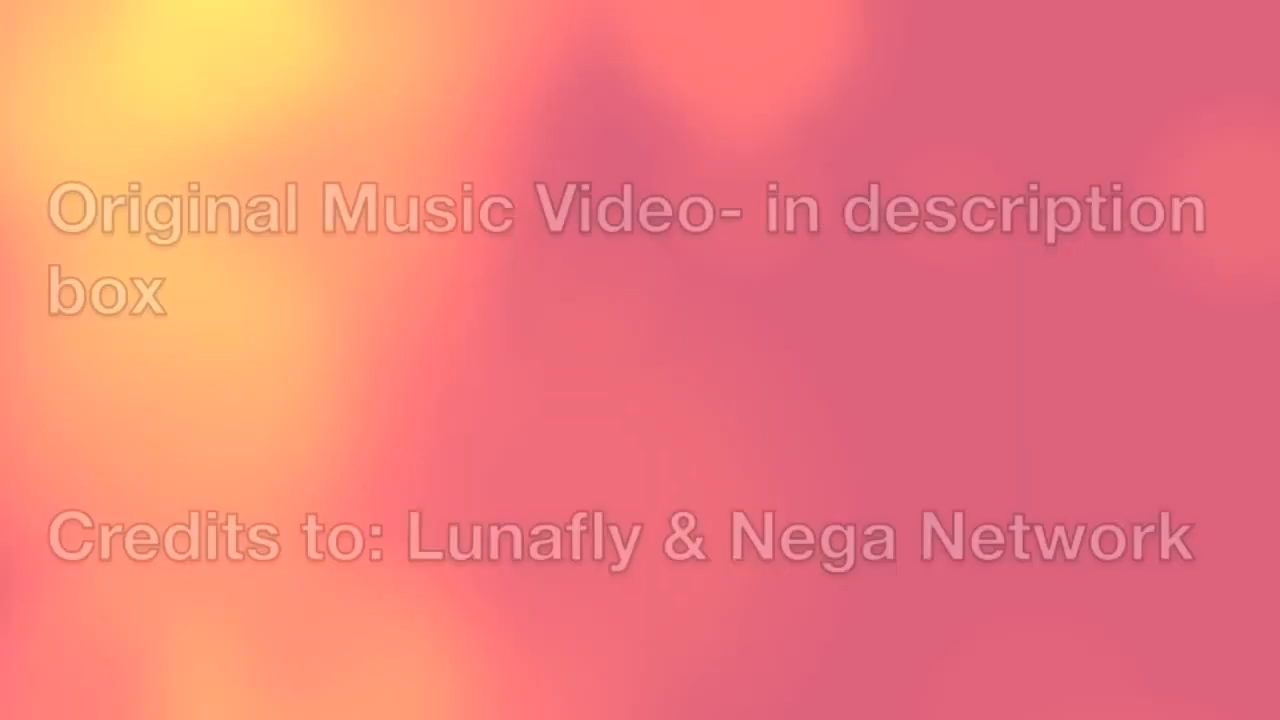 Original Music Video- in description
box
Credits to: Lunafly & Nega Network